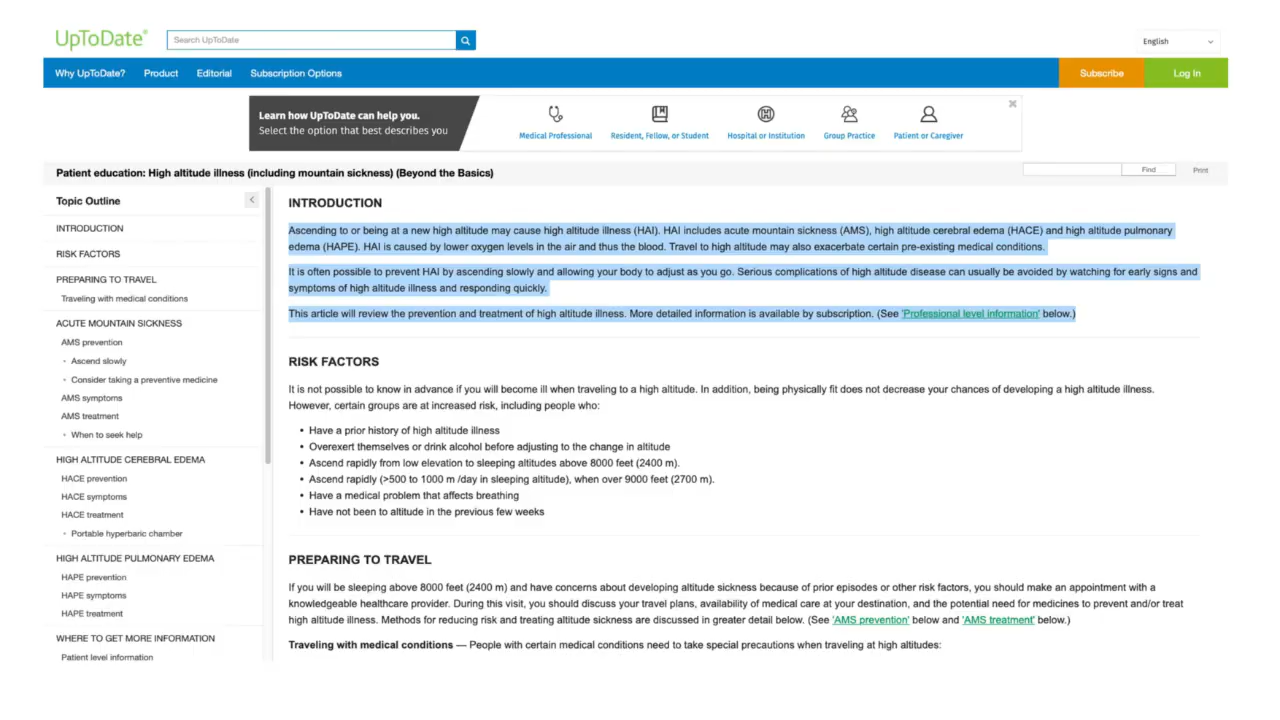 UpToDate®
Search UpToDate
English
Why UpToDate? Product Editorial Subscription Options
Subscribe
Log In
Learn how UpToDate can help you.
Select the option that best describes you
Medical Professional
Resident, Fellow, or Student
Hospital or Institution
Group Practice
Patient or Caregiver
Patient education: High altitude illness (including mountain sickness) (Beyond the Basics)
Find
Print
Topic Outline
INTRODUCTION
RISK FACTORS
PREPARING TO TRAVEL
Traveling with medical conditions
ACUTE MOUNTAIN SICKNESS
AMS prevention
- Ascend slowly
- Consider taking a preventive medicine
AMS symptoms
AMS treatment
- When to seek help
HIGH ALTITUDE CEREBRAL EDEMA
HACE prevention
HACE symptoms
HACE treatment
- Portable hyperbaric chamber
HIGH ALTITUDE PULMONARY EDEMA
HAPE prevention
HAPE symptoms
HAPE treatment
WHERE TO GET MORE INFORMATION
Patient level information
INTRODUCTION
Ascending to or being at a new high altitude may cause high altitude illness (HAI). HAI includes acute mountain sickness (AMS), high altitude cerebral edema (HACE) and high altitude pulmonary
edema (HAPE). HAI is caused by lower oxygen levels in the air and thus the blood. Travel to high altitude may also exacerbate certain pre-existing medical conditions.
It is often possible to prevent HAI by ascending slowly and allowing your body to adjust as you go. Serious complications of high altitude disease can usually be avoided by watching for early signs and
symptoms of high altitude illness and responding quickly.
This article will review the prevention and treatment of high altitude illness. More detailed information is available by subscription. (See 'Professional level information' below.)
RISK FACTORS
It is not possible to know in advance if you will become ill when traveling to a high altitude. In addition, being physically fit does not decrease your chances of developing a high altitude illness.
However, certain groups are at increased risk, including people who:
• Have a prior history of high altitude illness
• Overexert themselves or drink alcohol before adjusting to the change in altitude
• Ascend rapidly from low elevation to sleeping altitudes above 8000 feet (2400 m).
• Ascend rapidly (>500 to 1000 m /day in sleeping altitude), when over 9000 feet (2700 m).
• Have a medical problem that affects breathing
• Have not been to altitude in the previous few weeks
PREPARING TO TRAVEL
If you will be sleeping above 8000 feet (2400 m) and have concerns about developing altitude sickness because of prior episodes or other risk factors, you should make an appointment with a
knowledgeable healthcare provider. During this visit, you should discuss your travel plans, availability of medical care at your destination, and the potential need for medicines to prevent and/or treat
high altitude illness. Methods for reducing risk and treating altitude sickness are discussed in greater detail below. (See 'AMS prevention' below and 'AMS treatment' below.)
Traveling with medical conditions — People with certain medical conditions need to take special precautions when traveling at high altitudes: